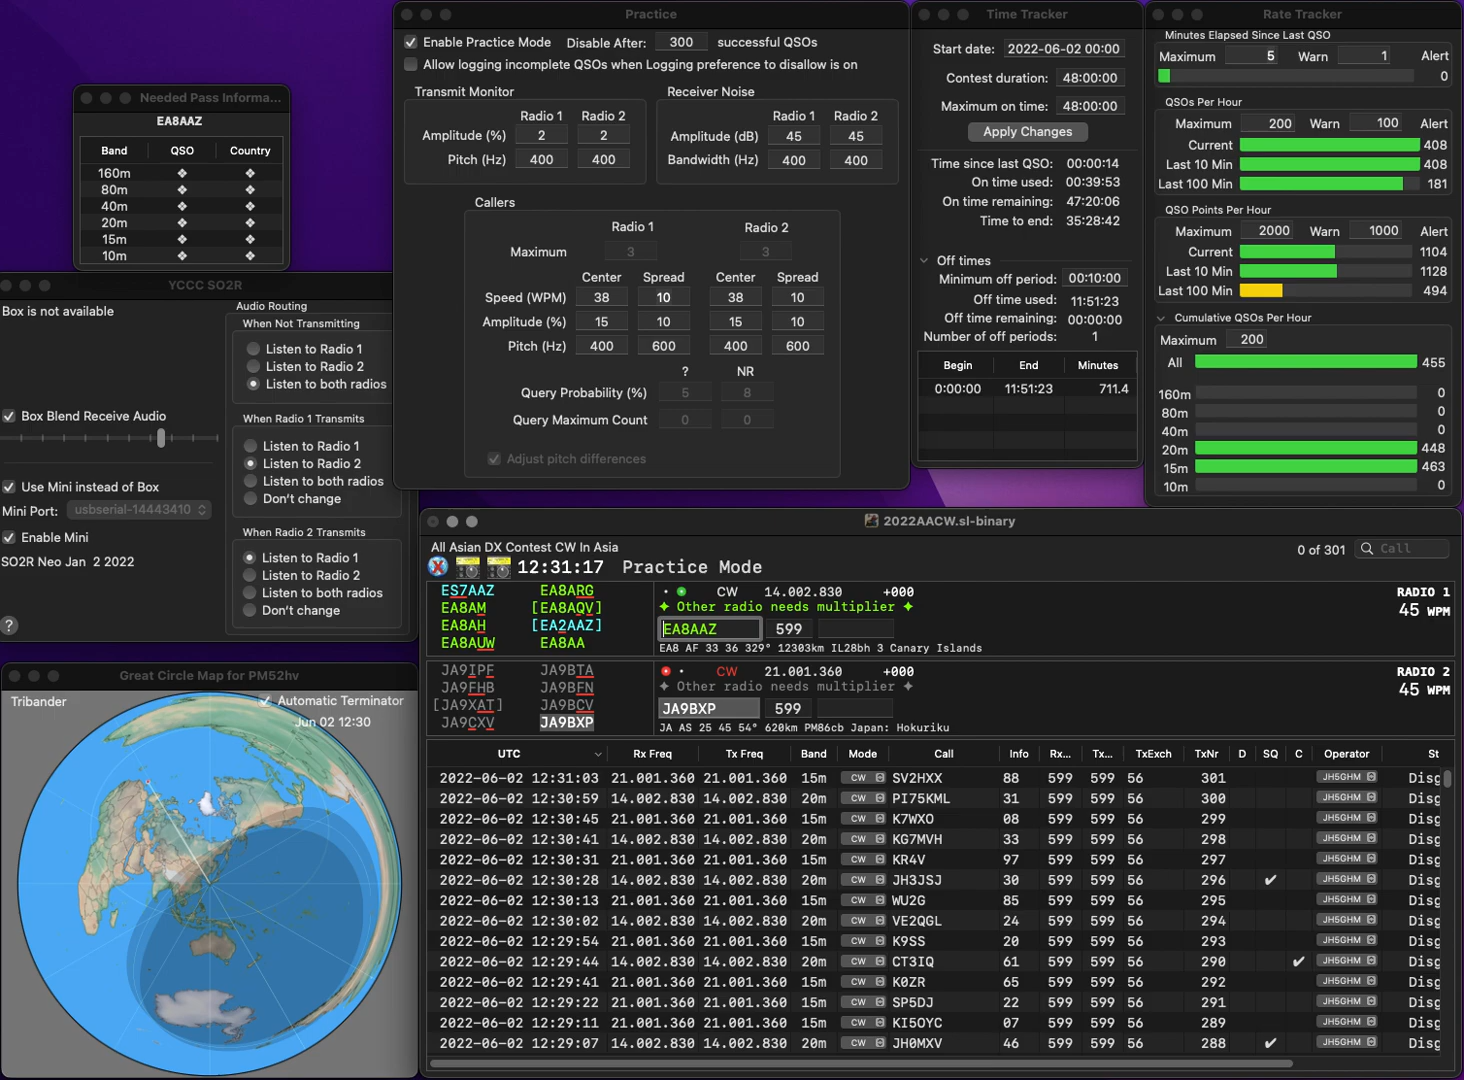 Practice
Enable Practice Mode Disable After: 300 successful QSOs
Allow logging incomplete QSOs when Logging preference to disallow is on
Transmit Monitor
Radio 1 Radio 2
Amplitude (%) 2 2
Pitch (Hz) 400 400
Receiver Noise
Radio 1 Radio 2
Amplitude (dB) 45 45
Bandwidth (Hz) 400 400
Callers
Radio 1 Radio 2
Maximum 3 3
Center Spread Center Spread
Speed (WPM) 38 10 38 10
Amplitude (%) 15 10 15 10
Pitch (Hz) 400 600 400 600
? NR
Query Probability (%) 5 8
Query Maximum Count 0 0
Adjust pitch differences
Time Tracker
Start date: 2022-06-02 00:00
Contest duration: 48:00:00
Maximum on time: 48:00:00
Apply Changes
Time since last QSO: 00:00:14
On time used: 00:39:53
On time remaining: 47:20:06
Time to end: 35:28:42
Off times
Minimum off period: 00:10:00
Off time used: 11:51:23
Off time remaining: 00:00:00
Number of off periods: 1
Begin End Minutes
0:00:00 11:51:23 711.4
Rate Tracker
Minutes Elapsed Since Last QSO
Maximum 5 Warn 1 Alert
0
QSOs Per Hour
Maximum 200 Warn 100 Alert
Current 408
Last 10 Min 408
Last 100 Min 181
QSO Points Per Hour
Maximum 2000 Warn 1000 Alert
Current 1104
Last 10 Min 1128
Last 100 Min 494
Cumulative QSOs Per Hour
Maximum 200
All 455
160m 0
80m 0
40m 0
20m 448
15m 463
10m 0
Needed Pass Informa...
EA8AAZ
Band QSO Country
160m ❖ ❖
80m ❖ ❖
40m ❖ ❖
20m ❖ ❖
15m ❖ ❖
10m ❖ ❖
YCCC SO2R
Box is not available
Box Blend Receive Audio
Use Mini instead of Box
Mini Port: usbserial-14443410
Enable Mini
SO2R Neo Jan 2 2022
?
Audio Routing
When Not Transmitting
Listen to Radio 1
Listen to Radio 2
Listen to both radios
When Radio 1 Transmits
Listen to Radio 1
Listen to Radio 2
Listen to both radios
Don't change
When Radio 2 Transmits
Listen to Radio 1
Listen to Radio 2
Listen to both radios
Don't change
Great Circle Map for PM52hv
Tribander Automatic Terminator
Jun 02 12:30
2022AACW.sl-binary
All Asian DX Contest CW In Asia 0 of 301 Call
12:31:17 Practice Mode
ES7AAZ EA8ARG
EA8AM [EA8AQV]
EA8AH [EA2AAZ]
EA8AUW EA8AA
CW 14.002.830 +000 RADIO 1
✦ Other radio needs multiplier ✦ 45 WPM
EA8AAZ 599
EA8 AF 33 36 329° 12303km IL28bh 3 Canary Islands
JA9IPF JA9BTA
JA9FHB JA9BFN
[JA9XAT] JA9BCV
JA9CXV JA9BXP
CW 21.001.360 +000 RADIO 2
✦ Other radio needs multiplier ✦ 45 WPM
JA9BXP 599
JA AS 25 45 54° 620km PM86cb Japan: Hokuriku
UTC Rx Freq Tx Freq Band Mode Call Info Rx... Tx... TxExch TxNr D SQ C Operator St
2022-06-02 12:31:03 21.001.360 21.001.360 15m CW SV2HXX 88 599 599 56 301 JH5GHM Disq
2022-06-02 12:30:59 14.002.830 14.002.830 20m CW PI75KML 31 599 599 56 300 JH5GHM Disq
2022-06-02 12:30:45 21.001.360 21.001.360 15m CW K7WXO 08 599 599 56 299 JH5GHM Disq
2022-06-02 12:30:41 14.002.830 14.002.830 20m CW KG7MVH 33 599 599 56 298 JH5GHM Disq
2022-06-02 12:30:31 21.001.360 21.001.360 15m CW KR4V 97 599 599 56 297 JH5GHM Disq
2022-06-02 12:30:28 14.002.830 14.002.830 20m CW JH3JSJ 30 599 599 56 296 ✔ JH5GHM Disq
2022-06-02 12:30:13 21.001.360 21.001.360 15m CW WU2G 85 599 599 56 295 JH5GHM Disq
2022-06-02 12:30:02 14.002.830 14.002.830 20m CW VE2QGL 24 599 599 56 294 JH5GHM Disq
2022-06-02 12:29:54 21.001.360 21.001.360 15m CW K9SS 20 599 599 56 293 JH5GHM Disq
2022-06-02 12:29:44 14.002.830 14.002.830 20m CW CT3IQ 61 599 599 56 290 ✔ JH5GHM Disq
2022-06-02 12:29:41 21.001.360 21.001.360 15m CW K0ZR 65 599 599 56 292 JH5GHM Disq
2022-06-02 12:29:22 21.001.360 21.001.360 15m CW SP5DJ 22 599 599 56 291 JH5GHM Disq
2022-06-02 12:29:11 21.001.360 21.001.360 15m CW KI5OYC 07 599 599 56 289 JH5GHM Disq
2022-06-02 12:29:07 14.002.830 14.002.830 20m CW JH0MXV 46 599 599 56 288 ✔ JH5GHM Disq